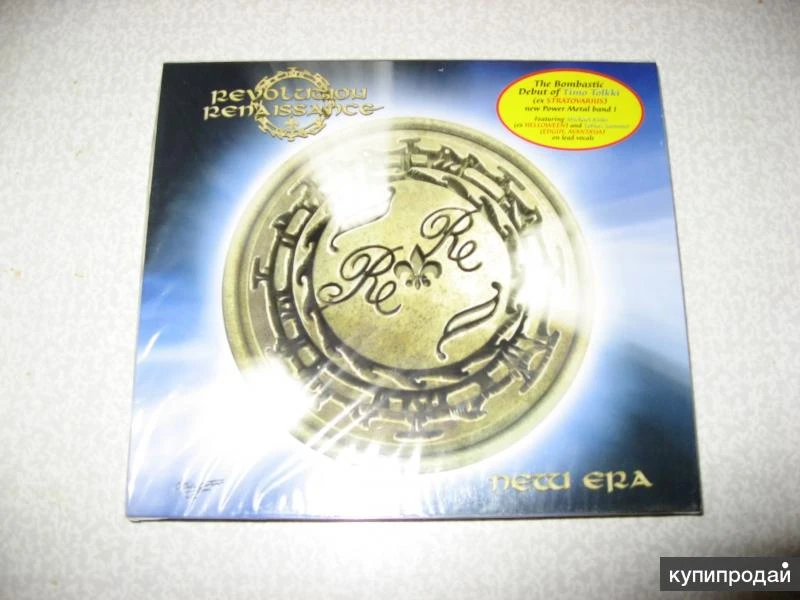 REVOLUTION
RENAISSANCE
The Bombastic
Debut of Timo Tolkki
(ex STRATOVARIUS)
new Power Metal band !
Featuring Michael Kiske
(ex HELLOWEEN) and Tobias Sammet
(EDGUY, AVANTASIA)
on lead vocals
Re Re
new era
купипродай